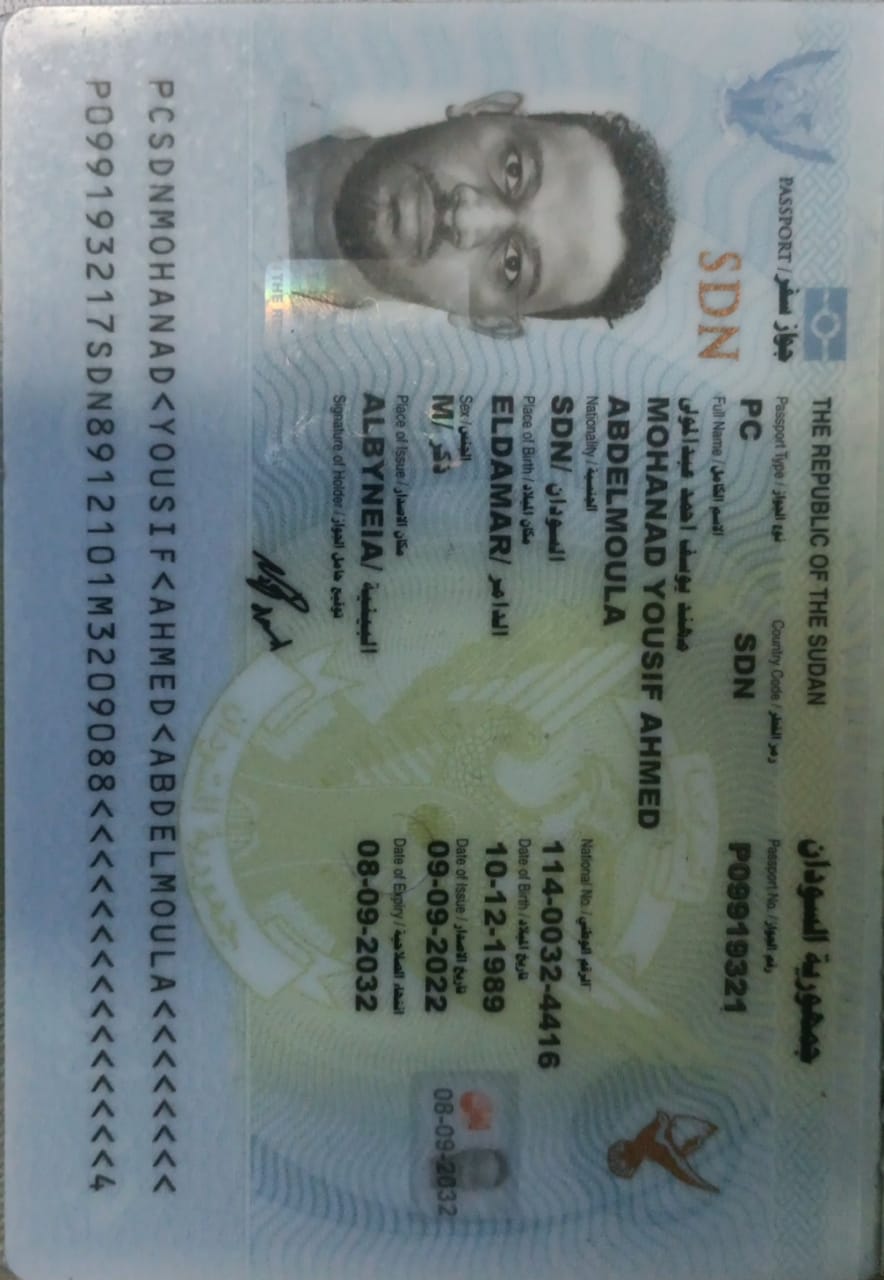 THE REPUBLIC OF THE SUDAN
جمهورية السودان
PASSPORT / جواز سفر
Passport Type / نوع الجواز
Country Code / رمز القطر
Passport No. / رقم الجواز
PC
SDN
P09919321
SDN
Full Name / الاسم الكامل
مهند يوسف احمد عبدالمولى
MOHANAD YOUSIF AHMED
ABDELMOULA
Nationality / الجنسية
National No. / الرقم الوطني
SDN/ السودان
114-0032-4416
Place of Birth / مكان الميلاد
Date of Birth / تاريخ الميلاد
ELDAMAR/ الدامر
10-12-1989
Sex / الجنس
Date of Issue / تاريخ الاصدار
M/ ذكر
09-09-2022
Place of Issue / مكان الاصدار
Date of Expiry / انتهاء الصلاحية
ALBYNEIA/ البينية
08-09-2032
Signature of Holder / توقيع حامل الجواز
08-09-2032
جمهورية السودان
PCSDNMOHANAD<YOUSIF<AHMED<ABDELMOULA<<<<<<<<
P099193217SDN8912101M3209088<<<<<<<<<<<<<<<4